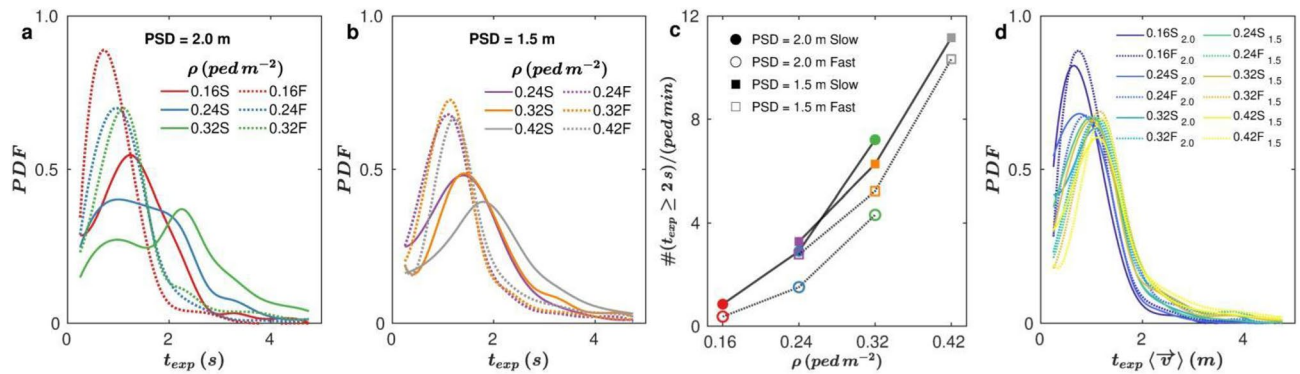 a
PSD = 2.0 m
ρ (ped m⁻²)
0.16S 0.16F
0.24S 0.24F
0.32S 0.32F
1.0
0.5
0
PDF
0 2 4
t_exp (s)
b
PSD = 1.5 m
ρ (ped m⁻²)
0.24S 0.24F
0.32S 0.32F
0.42S 0.42F
1.0
0.5
0
PDF
0 2 4
t_exp (s)
c
PSD = 2.0 m Slow
PSD = 2.0 m Fast
PSD = 1.5 m Slow
PSD = 1.5 m Fast
12
8
4
0
#(t_exp ≥ 2 s)/(ped min)
0.16 0.24 0.32 0.42
ρ (ped m⁻²)
d
0.16S 2.0 0.24S 1.5
0.16F 2.0 0.24F 1.5
0.24S 2.0 0.32S 1.5
0.24F 2.0 0.32F 1.5
0.32S 2.0 0.42S 1.5
0.32F 2.0 0.42F 1.5
1.0
0.5
0
PDF
0 2 4
t_exp ⟨v⃗⟩ (m)